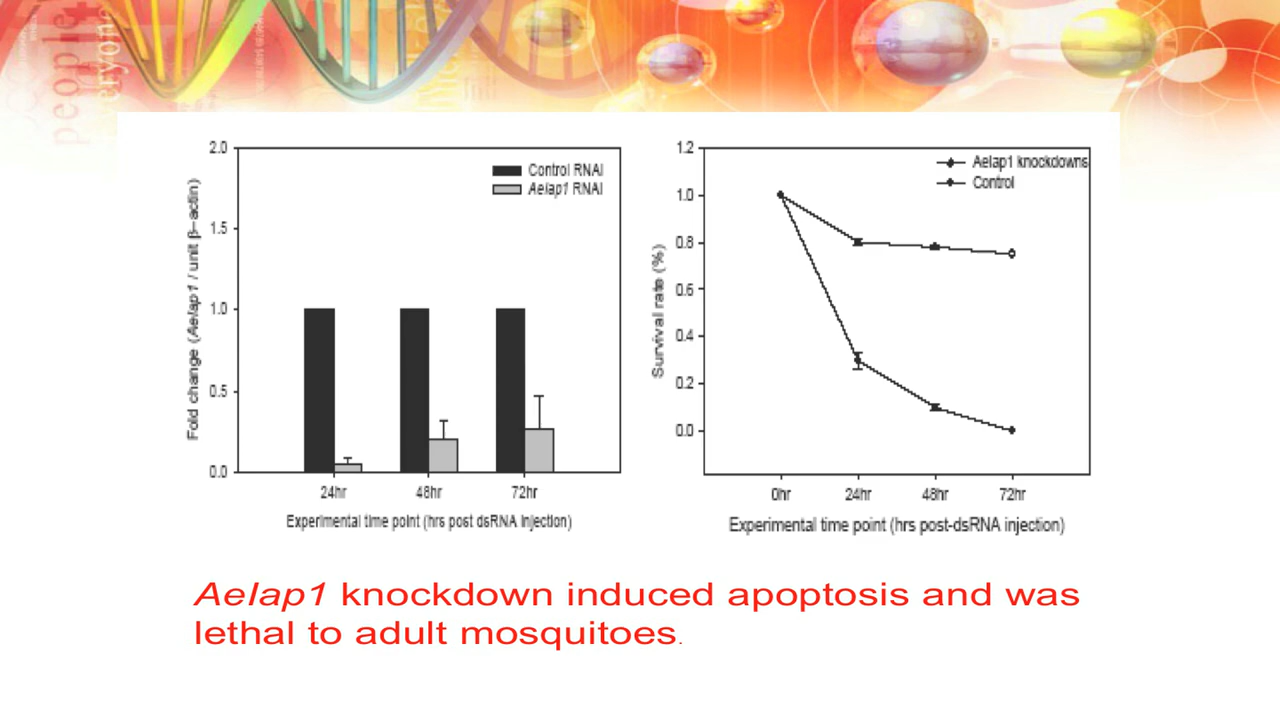 people
everyone
2.0
1.5
1.0
0.5
0.0
Fold change (Aelap1 / unit β-actin)
Control RNAi
Aelap1 RNAi
24hr
48hr
72hr
Experimental time point (hrs post dsRNA injection)
1.2
1.0
0.8
0.6
0.4
0.2
0.0
Survival rate (%)
Aelap1 knockdowns
Control
0hr
24hr
48hr
72hr
Experimental time point (hrs post-dsRNA injection)
AeIap1 knockdown induced apoptosis and was
lethal to adult mosquitoes.